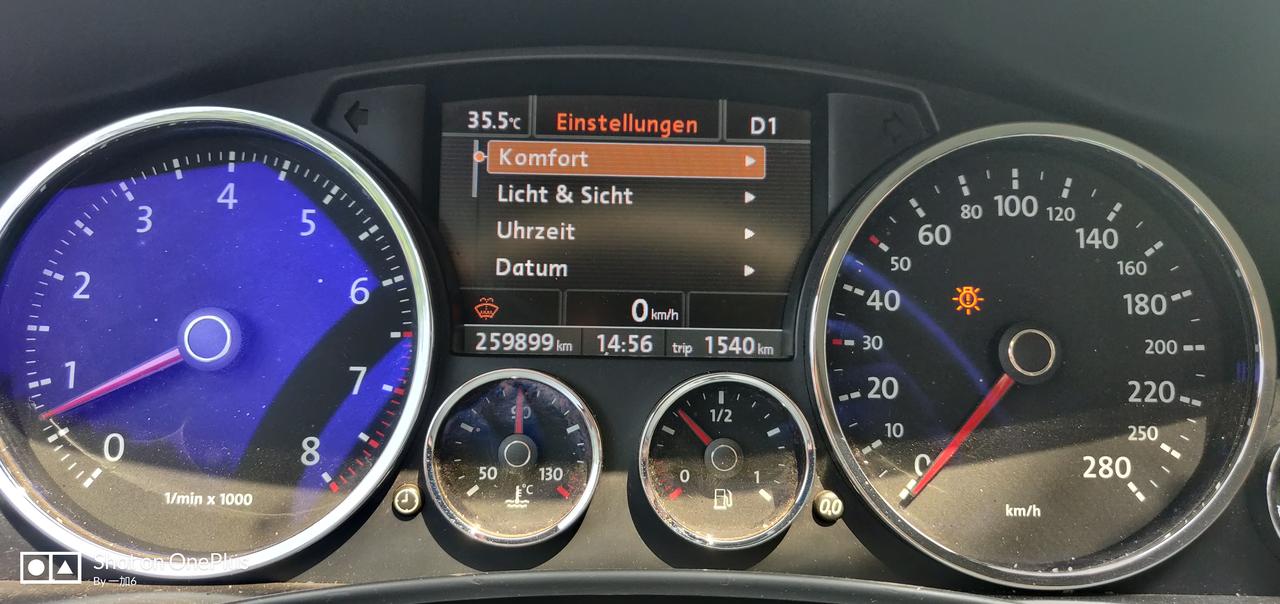 35.5°C Einstellungen D1
Komfort
Licht & Sicht
Uhrzeit
Datum
0 km/h
259899 km 14:56 trip 1540 km
0 1 2 3 4 5 6 7 8
1/min x 1000
50 90 130
°C
0 1/2 1
0,0
0 10 20 30 40 50 60 80 100 120 140 160 180 200 220 250 280
km/h
Shot on OnePlus
By 一加6